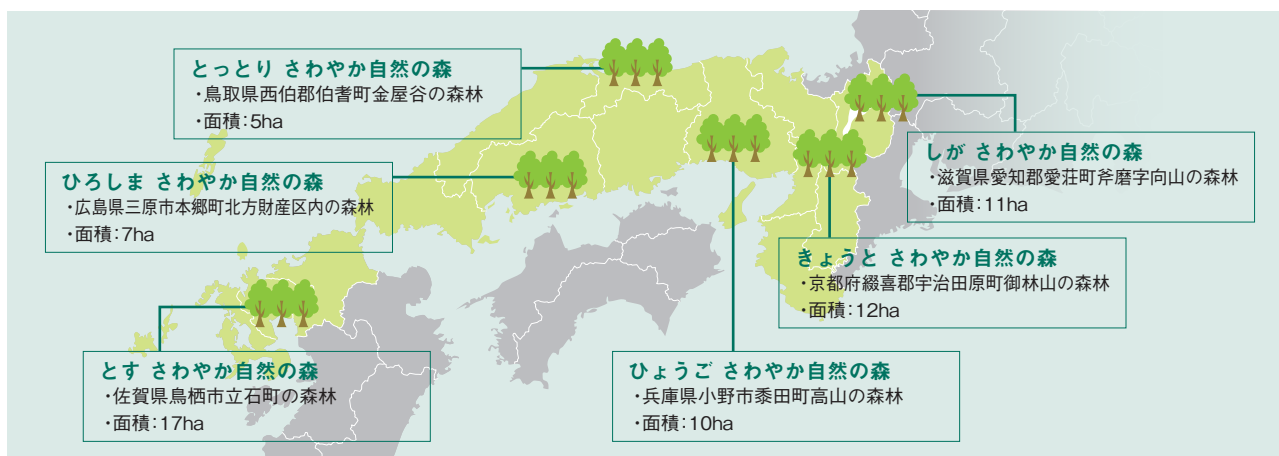 とっとり さわやか自然の森
・鳥取県西伯郡伯耆町金屋谷の森林
・面積：5ha
ひろしま さわやか自然の森
・広島県三原市本郷町北方財産区内の森林
・面積：7ha
とす さわやか自然の森
・佐賀県鳥栖市立石町の森林
・面積：17ha
しが さわやか自然の森
・滋賀県愛知郡愛荘町斧磨字向山の森林
・面積：11ha
きょうと さわやか自然の森
・京都府綴喜郡宇治田原町御林山の森林
・面積：12ha
ひょうご さわやか自然の森
・兵庫県小野市黍田町高山の森林
・面積：10ha